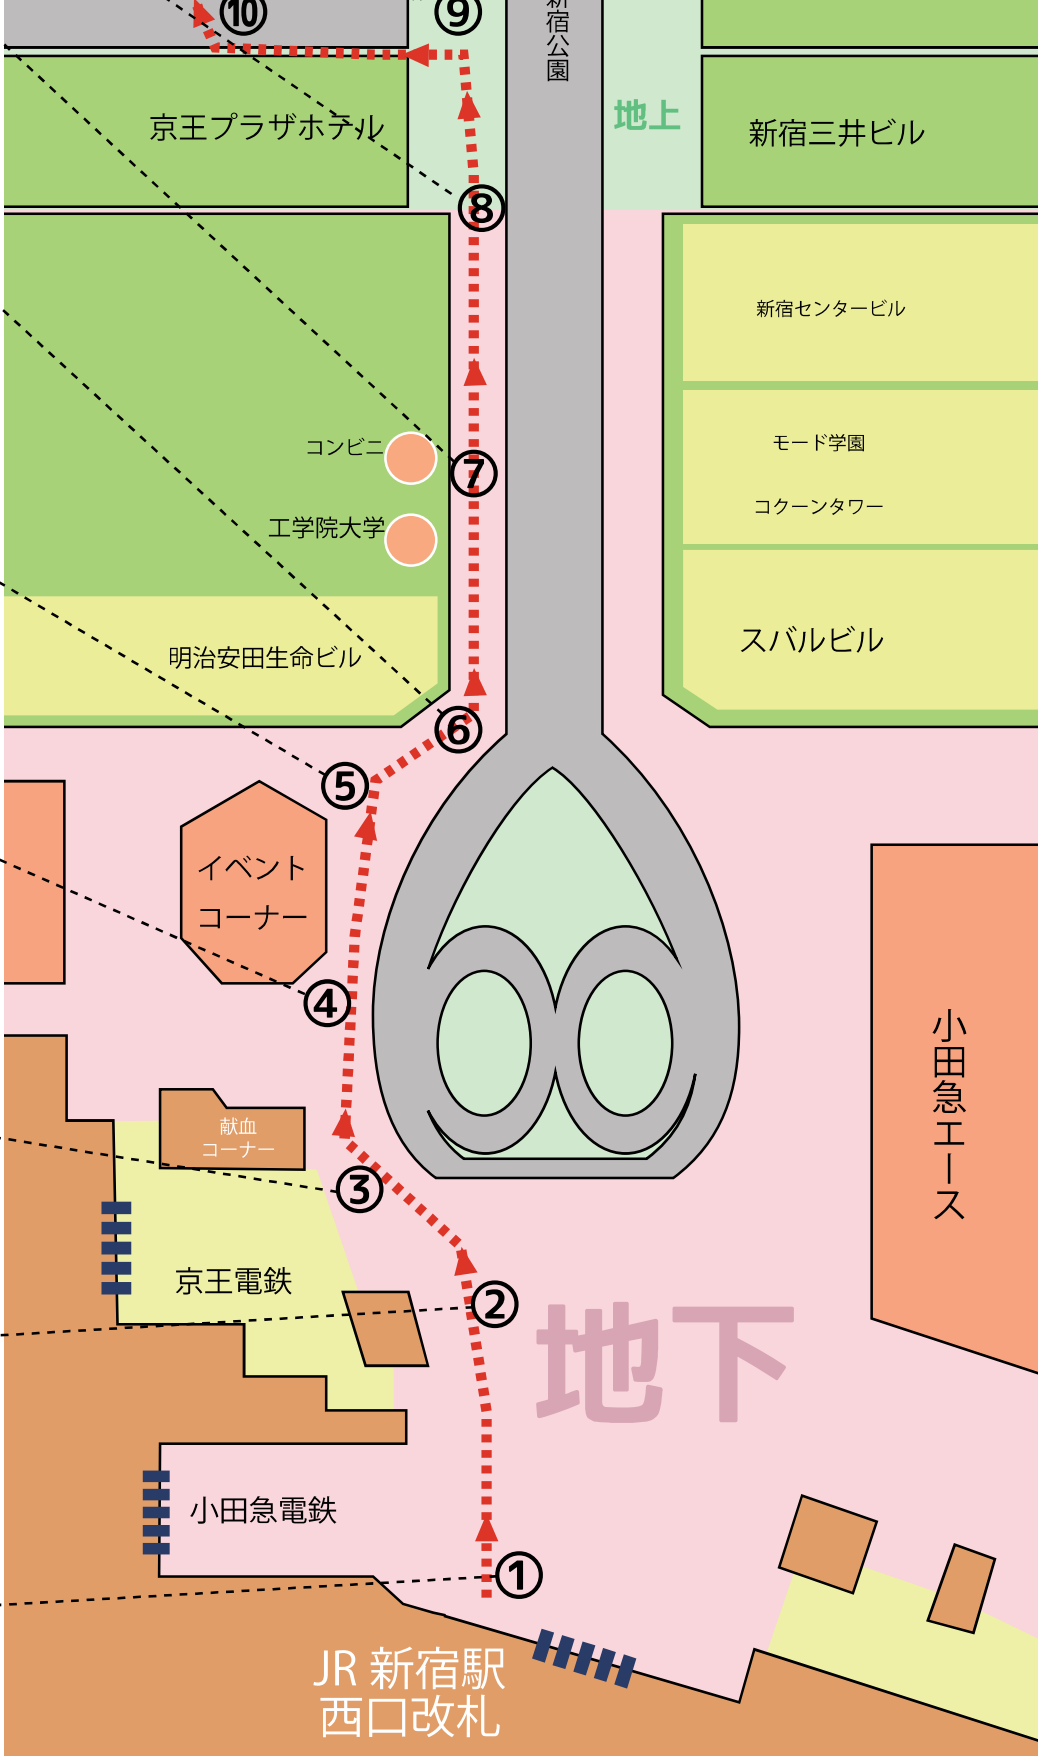 ⑩
⑨
新宿公園
地上
京王プラザホテル
新宿三井ビル
⑧
新宿センタービル
コンビニ
⑦
モード学園
コクーンタワー
工学院大学
明治安田生命ビル
スバルビル
⑥
⑤
イベント
コーナー
④
小田急エース
献血
コーナー
③
京王電鉄
②
地下
小田急電鉄
①
JR 新宿駅
西口改札